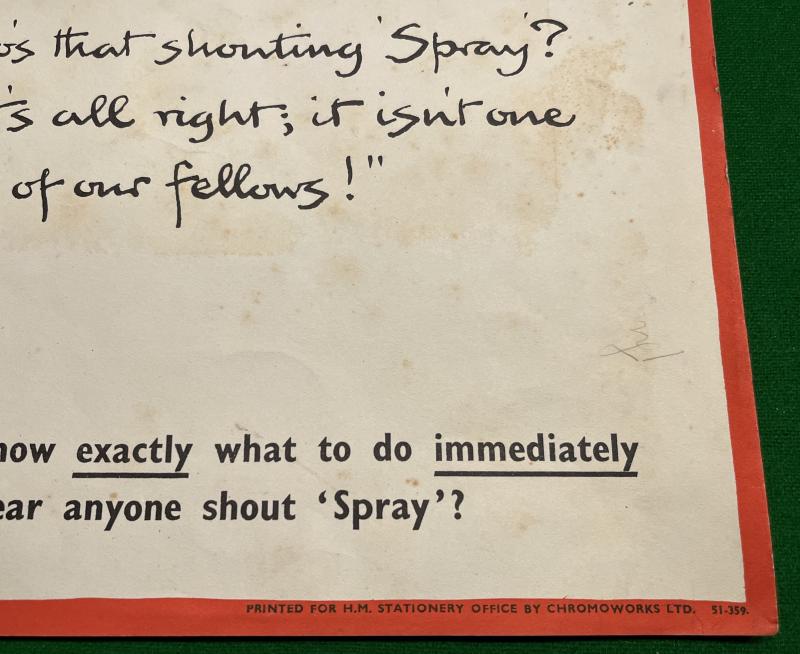 's that shouting 'Spray'?
's all right; it isn't one
of our fellows!"
now exactly what to do immediately
ear anyone shout ‘Spray’?
PRINTED FOR H.M. STATIONERY OFFICE BY CHROMOWORKS LTD. 51-359.